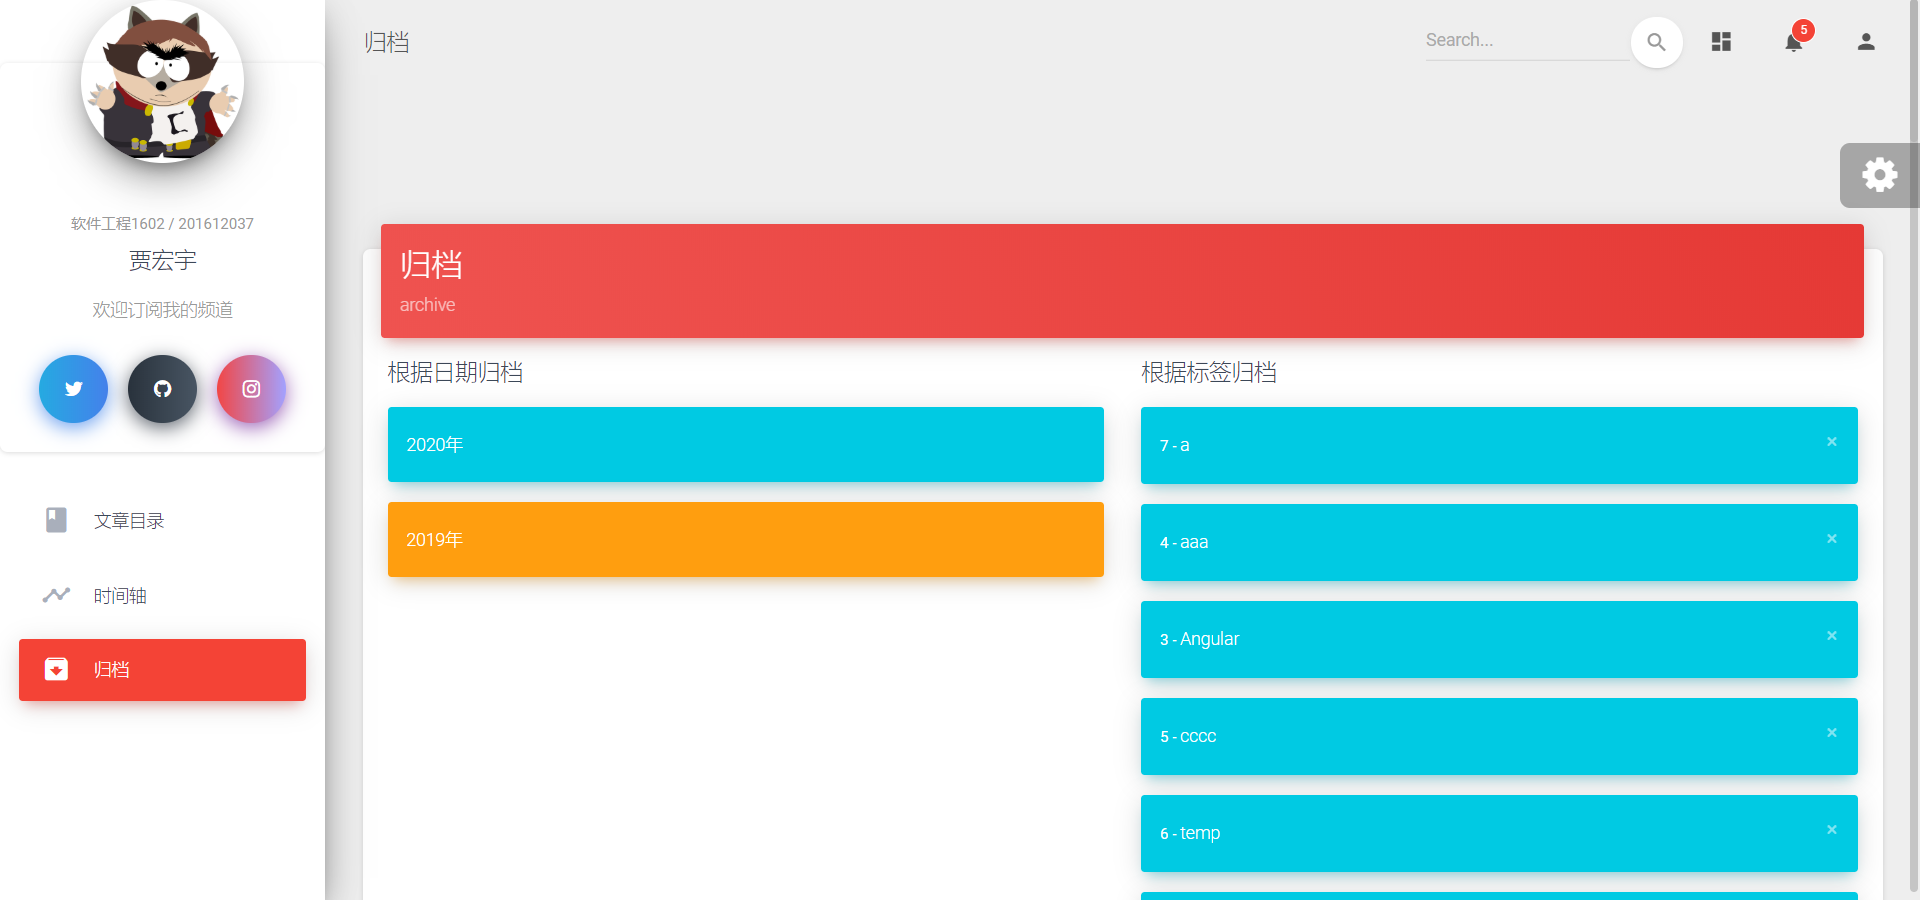 软件工程1602 / 201612037
贾宏宇
欢迎订阅我的频道
文章目录
时间轴
归档
归档
Search...
5
归档
archive
根据日期归档
2020年
2019年
根据标签归档
7 - a
×
4 - aaa
×
3 - Angular
×
5 - cccc
×
6 - temp
×